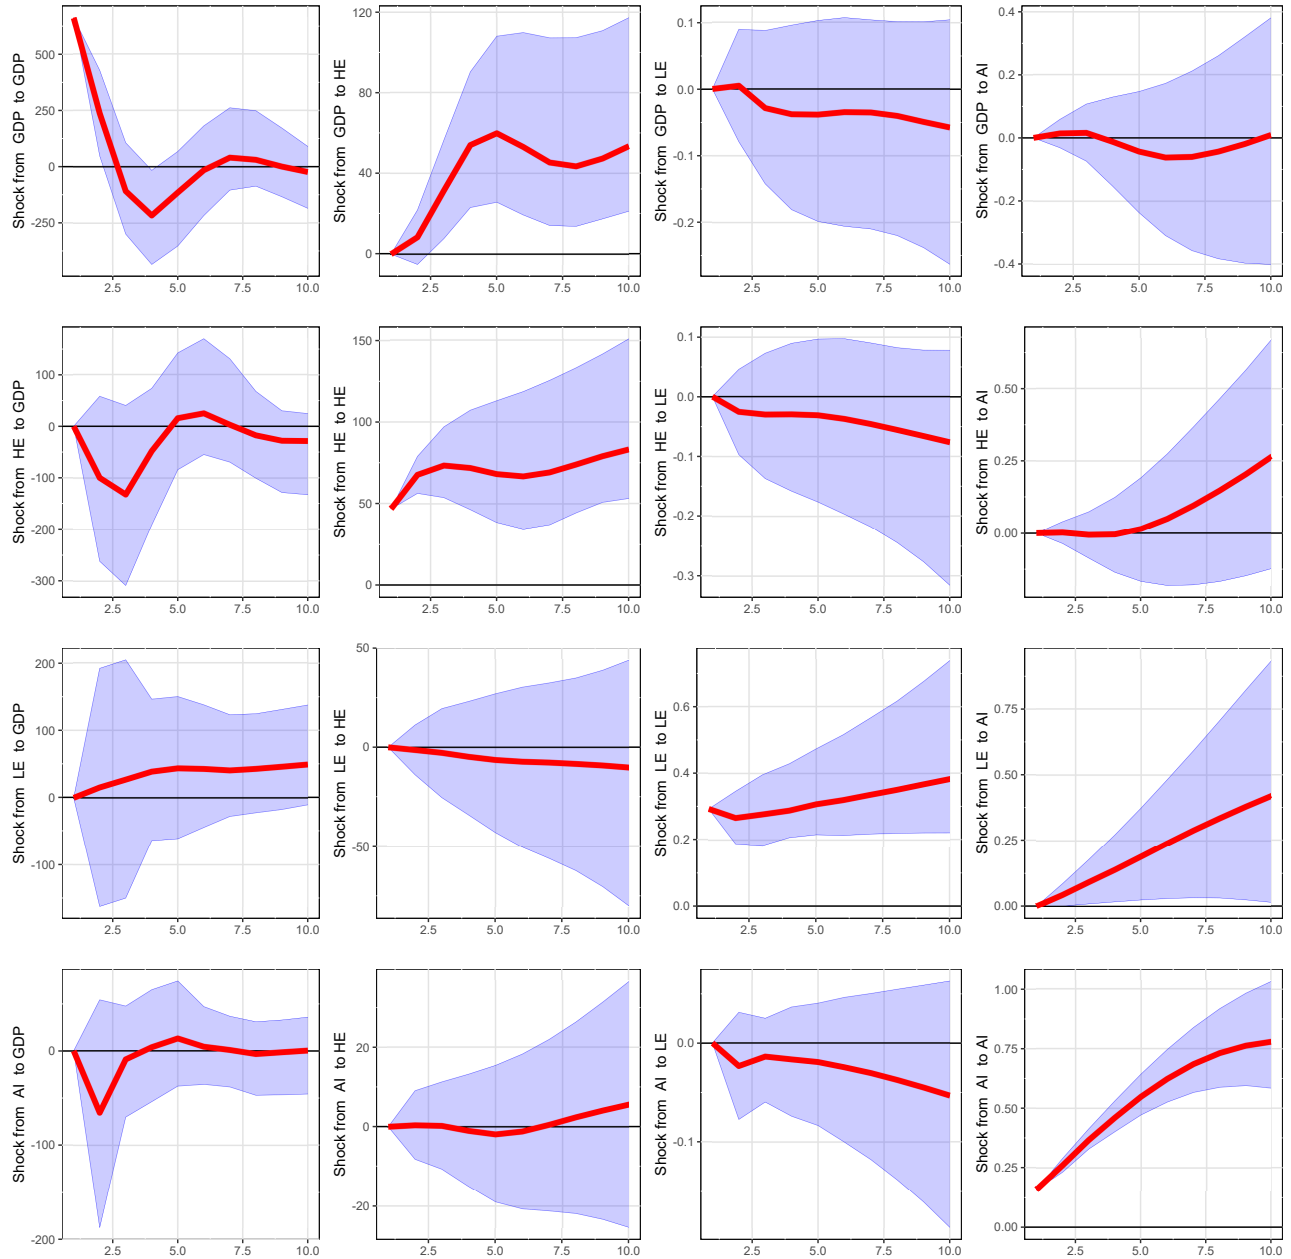 Shock from GDP to GDP
500
250
0
-250
2.5 5.0 7.5 10.0
Shock from GDP to HE
120
80
40
0
2.5 5.0 7.5 10.0
Shock from GDP to LE
0.1
0.0
-0.1
-0.2
2.5 5.0 7.5 10.0
Shock from GDP to AI
0.4
0.2
0.0
-0.2
-0.4
2.5 5.0 7.5 10.0
Shock from HE to GDP
100
0
-100
-200
-300
2.5 5.0 7.5 10.0
Shock from HE to HE
150
100
50
0
2.5 5.0 7.5 10.0
Shock from HE to LE
0.1
0.0
-0.1
-0.2
-0.3
2.5 5.0 7.5 10.0
Shock from HE to AI
0.50
0.25
0.00
2.5 5.0 7.5 10.0
Shock from LE to GDP
200
100
0
-100
2.5 5.0 7.5 10.0
Shock from LE to HE
50
0
-50
2.5 5.0 7.5 10.0
Shock from LE to LE
0.6
0.4
0.2
0.0
2.5 5.0 7.5 10.0
Shock from LE to AI
0.75
0.50
0.25
0.00
2.5 5.0 7.5 10.0
Shock from AI to GDP
0
-100
-200
2.5 5.0 7.5 10.0
Shock from AI to HE
20
0
-20
2.5 5.0 7.5 10.0
Shock from AI to LE
0.0
-0.1
2.5 5.0 7.5 10.0
Shock from AI to AI
1.00
0.75
0.50
0.25
0.00
2.5 5.0 7.5 10.0